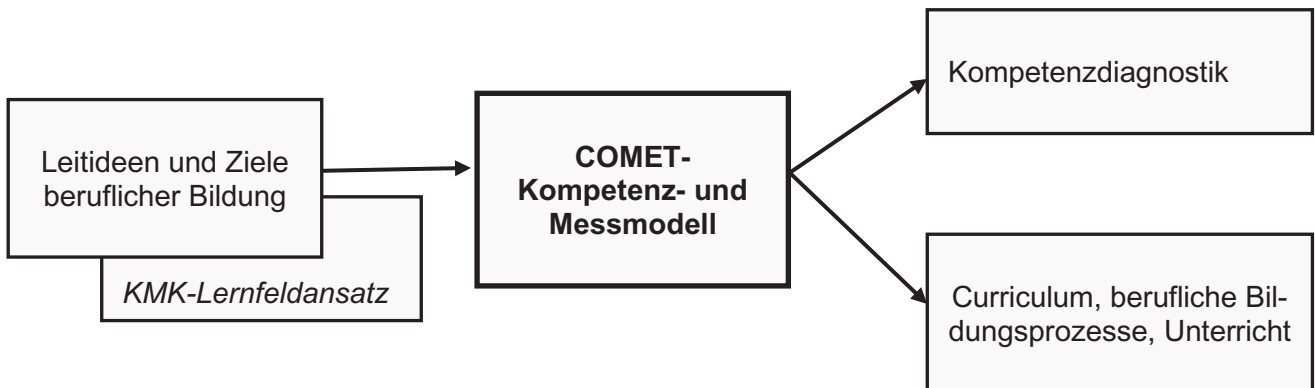 Leitideen und Ziele
beruflicher Bildung
KMK-Lernfeldansatz
COMET-
Kompetenz- und
Messmodell
Kompetenzdiagnostik
Curriculum, berufliche Bil-
dungsprozesse, Unterricht